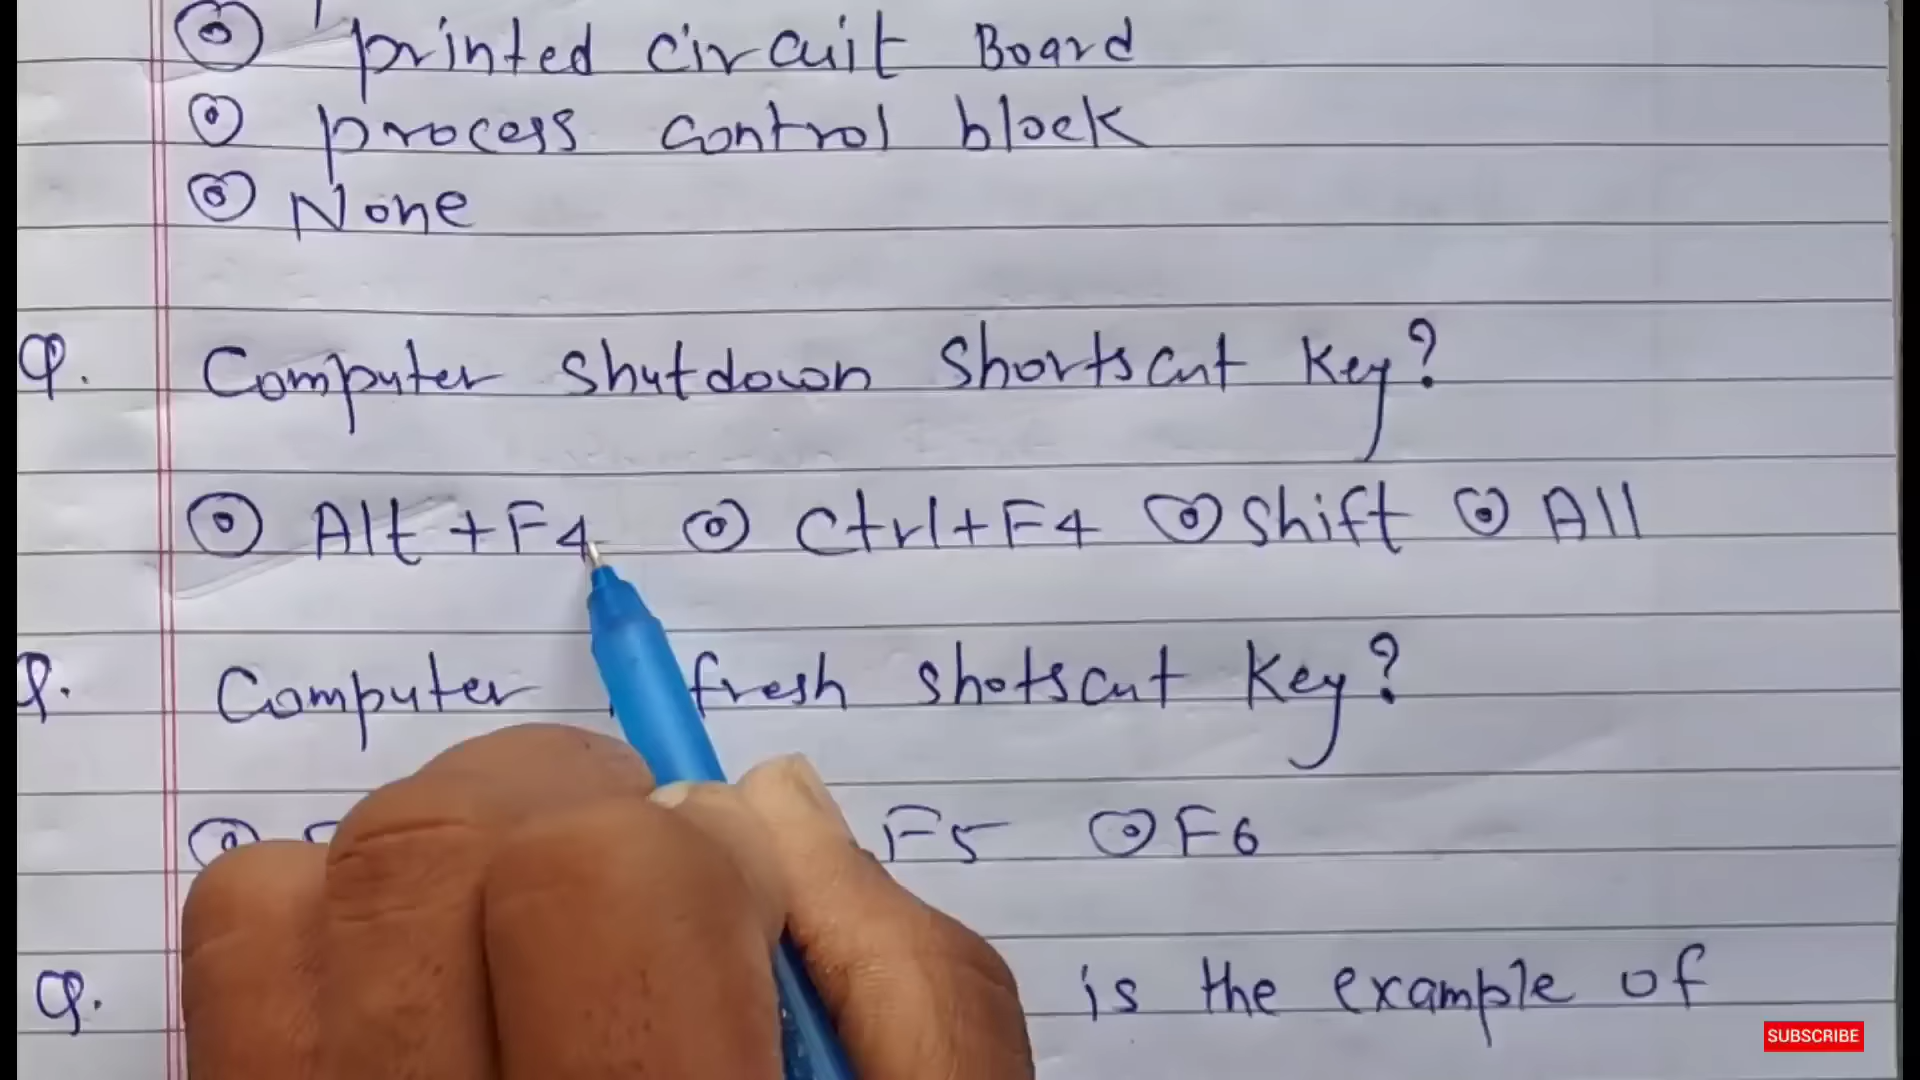 printed circuit Board
process control block
None
Q. Computer shutdown Shortscut Key?
Alt +F4 Ctrl+F4 Shift All
Q. Computer fresh shotscut Key?
F5 F6
Q. is the example of
SUBSCRIBE